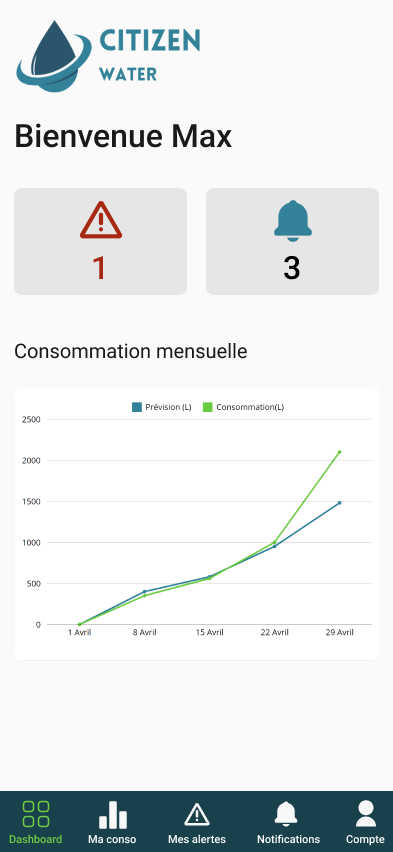 CITIZEN
WATER
Bienvenue Max
1
3
Consommation mensuelle
Prévision (L) Consommation(L)
2500
2000
1500
1000
500
0
1 Avril 8 Avril 15 Avril 22 Avril 29 Avril
Dashboard Ma conso Mes alertes Notifications Compte